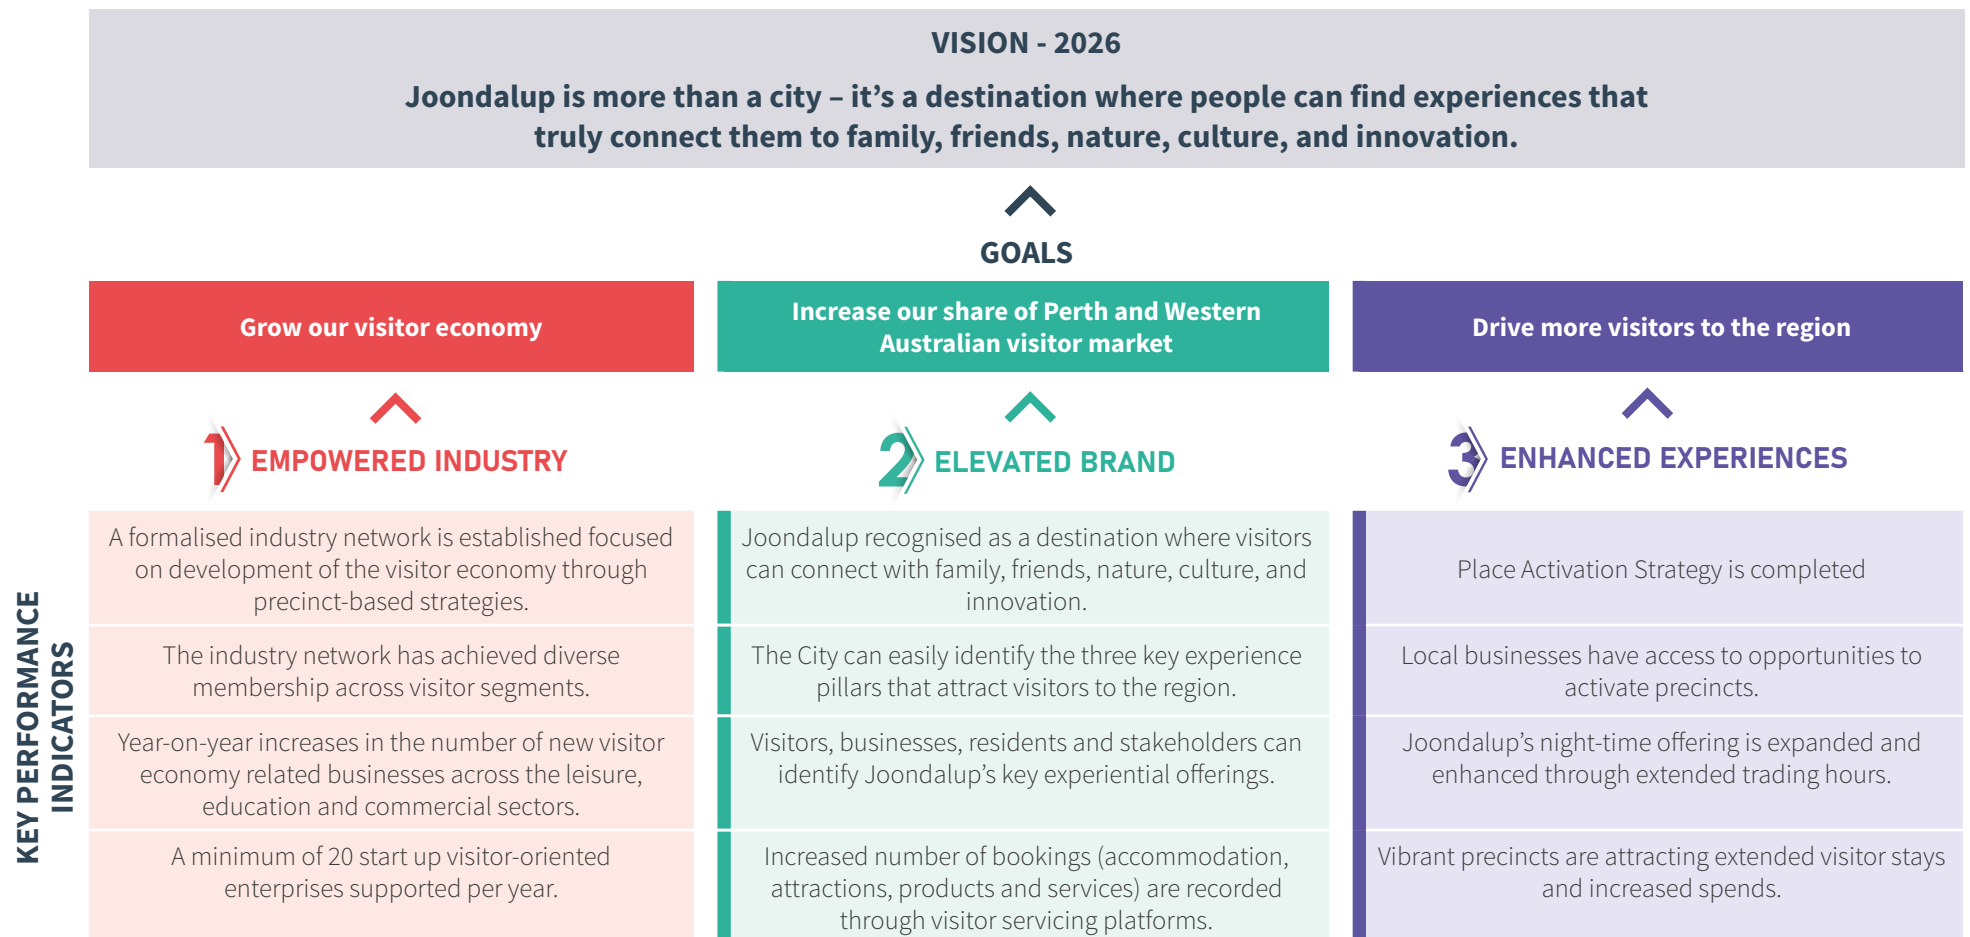 VISION - 2026
Joondalup is more than a city – it’s a destination where people can find experiences that
truly connect them to family, friends, nature, culture, and innovation.
GOALS
Grow our visitor economy
Increase our share of Perth and Western
Australian visitor market
Drive more visitors to the region
1 EMPOWERED INDUSTRY
2 ELEVATED BRAND
3 ENHANCED EXPERIENCES
KEY PERFORMANCE
INDICATORS
A formalised industry network is established focused
on development of the visitor economy through
precinct-based strategies.
Joondalup recognised as a destination where visitors
can connect with family, friends, nature, culture, and
innovation.
Place Activation Strategy is completed
The industry network has achieved diverse
membership across visitor segments.
The City can easily identify the three key experience
pillars that attract visitors to the region.
Local businesses have access to opportunities to
activate precincts.
Year-on-year increases in the number of new visitor
economy related businesses across the leisure,
education and commercial sectors.
Visitors, businesses, residents and stakeholders can
identify Joondalup’s key experiential offerings.
Joondalup’s night-time offering is expanded and
enhanced through extended trading hours.
A minimum of 20 start up visitor-oriented
enterprises supported per year.
Increased number of bookings (accommodation,
attractions, products and services) are recorded
through visitor servicing platforms.
Vibrant precincts are attracting extended visitor stays
and increased spends.